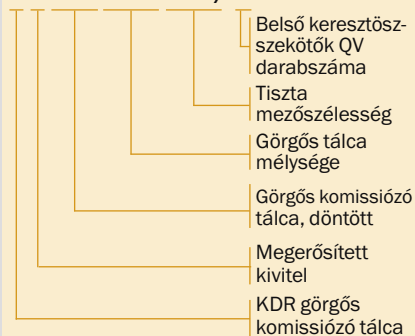 Belső keresztösz-
szekötők QV
darabszáma
Tiszta
mezőszélesség
Görgős tálca
mélysége
Görgős komissiózó
tálca, döntött
Megerősített
kivitel
KDR görgős
komissiózó tálca